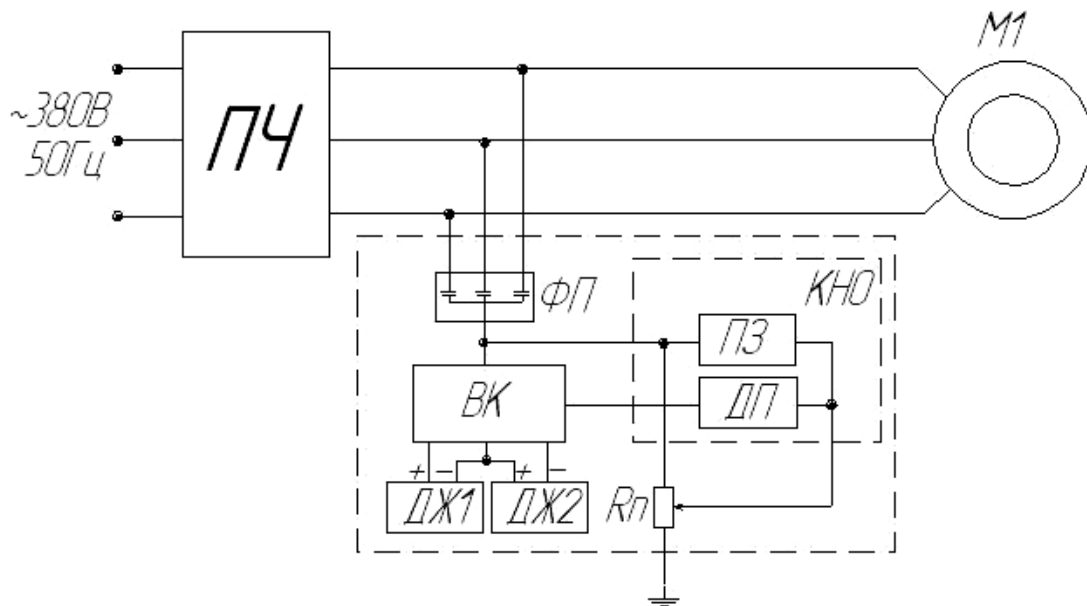 М1
~380В
50Гц
ПЧ
ФП
КНО
ПЗ
ДП
ВК
+ − + −
ДЖ1
ДЖ2
Rп